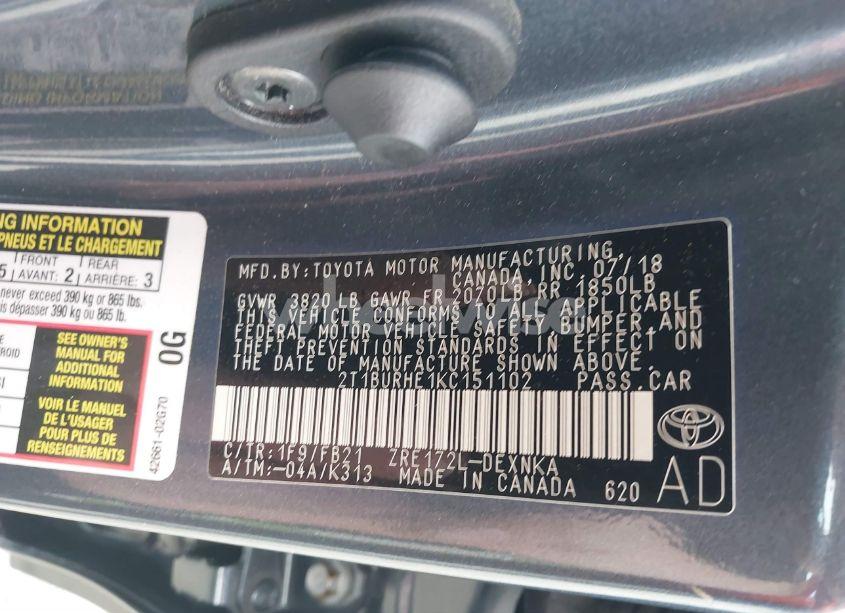 NG INFORMATION
PNEUS ET LE CHARGEMENT
5 FRONT AVANT: 2 REAR ARRIÈRE: 3
never exceed 390 kg or 865 lbs.
s dépasser 390 kg ou 865 lb.
SEE OWNER'S
MANUAL FOR
ADDITIONAL
INFORMATION
VOIR LE MANUEL
DE L'USAGER
POUR PLUS DE
RENSEIGNEMENTS
0G
42661-02G70
MFD. BY: TOYOTA MOTOR MANUFACTURING,
CANADA, INC. 07/18
GVWR 3820 LB GAWR FR 2020LB RR 1850LB
THIS VEHICLE CONFORMS TO ALL APPLICABLE
FEDERAL MOTOR VEHICLE SAFETY, BUMPER, AND
THEFT PREVENTION STANDARDS IN EFFECT ON
THE DATE OF MANUFACTURE SHOWN ABOVE.
2T1BURHE1KC151102 PASS.CAR
C/TR:1F9/FB21 ZRE172L-DEXNKA
A/TM:-04A/K313 MADE IN CANADA 620
AD